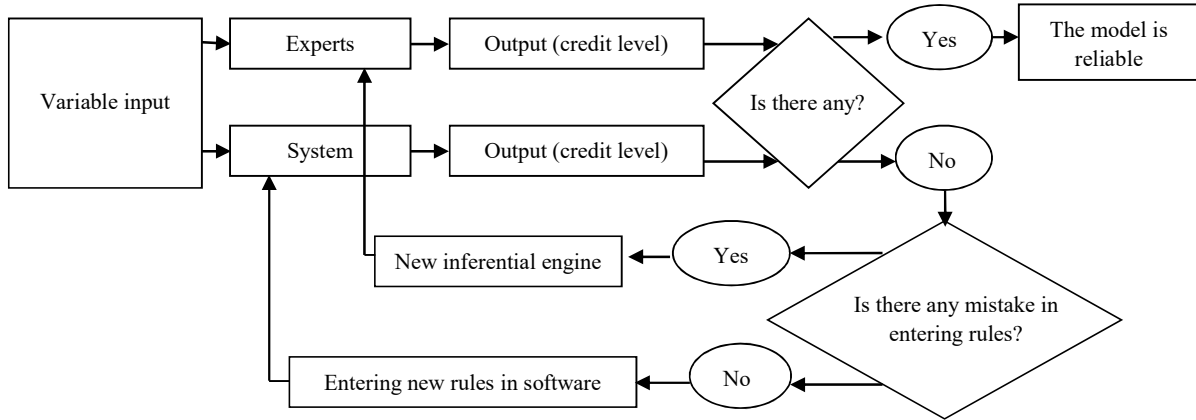 Variable input
Experts
Output (credit level)
Is there any?
Yes
The model is
reliable
System
Output (credit level)
No
New inferential engine
Yes
Is there any mistake in
entering rules?
Entering new rules in software
No